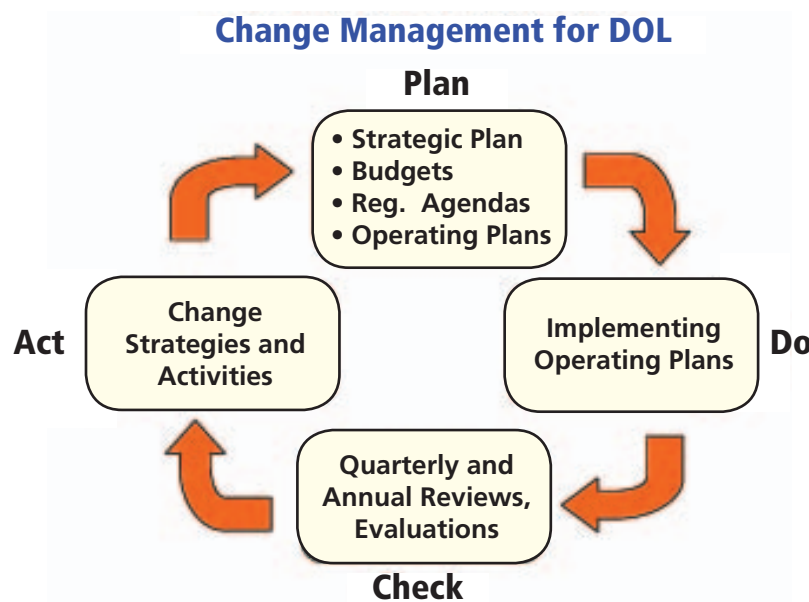 Change Management for DOL
Plan
• Strategic Plan
• Budgets
• Reg. Agendas
• Operating Plans
Act
Change
Strategies and
Activities
Implementing
Operating Plans
Do
Quarterly and
Annual Reviews,
Evaluations
Check